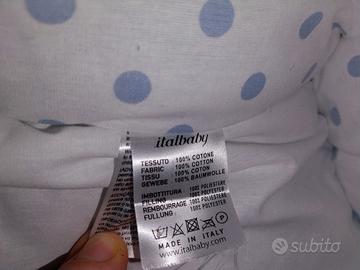 italbaby
TESSUTO : 100% COTONE
FABRIC : 100% COTTON
TISSU : 100% COTON
GEWEBE : 100% BAUMWOLLE
IMBOTTITURA : 100% POLIESTERE
FILLING : 100% POLYESTER
REMBOURRAGE : 100% POLYESTER
FULLUNG : 100% POLYESTER
MADE IN ITALY
www.italbaby.com
subito